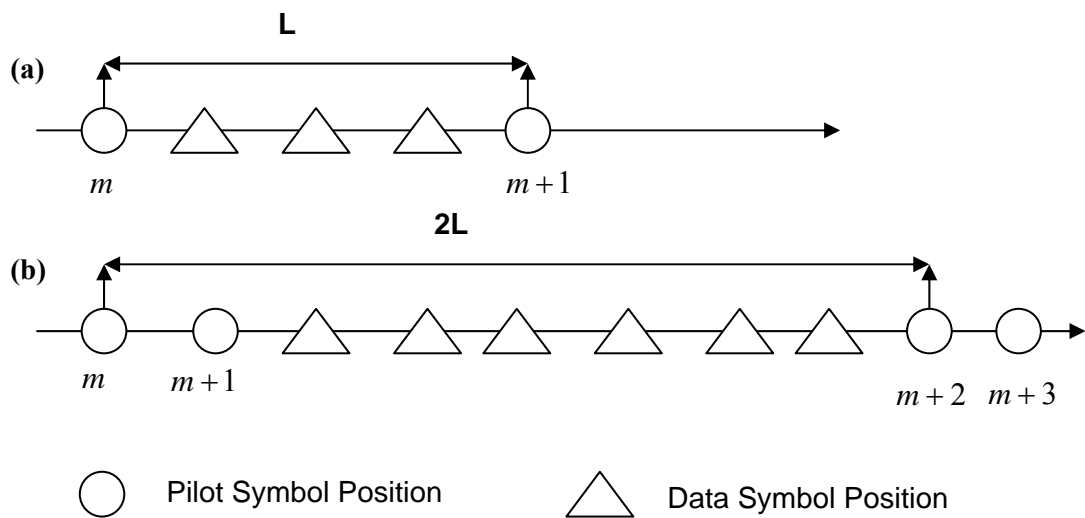 L
(a)
m
m + 1
2L
(b)
m
m + 1
m + 2
m + 3
Pilot Symbol Position
Data Symbol Position